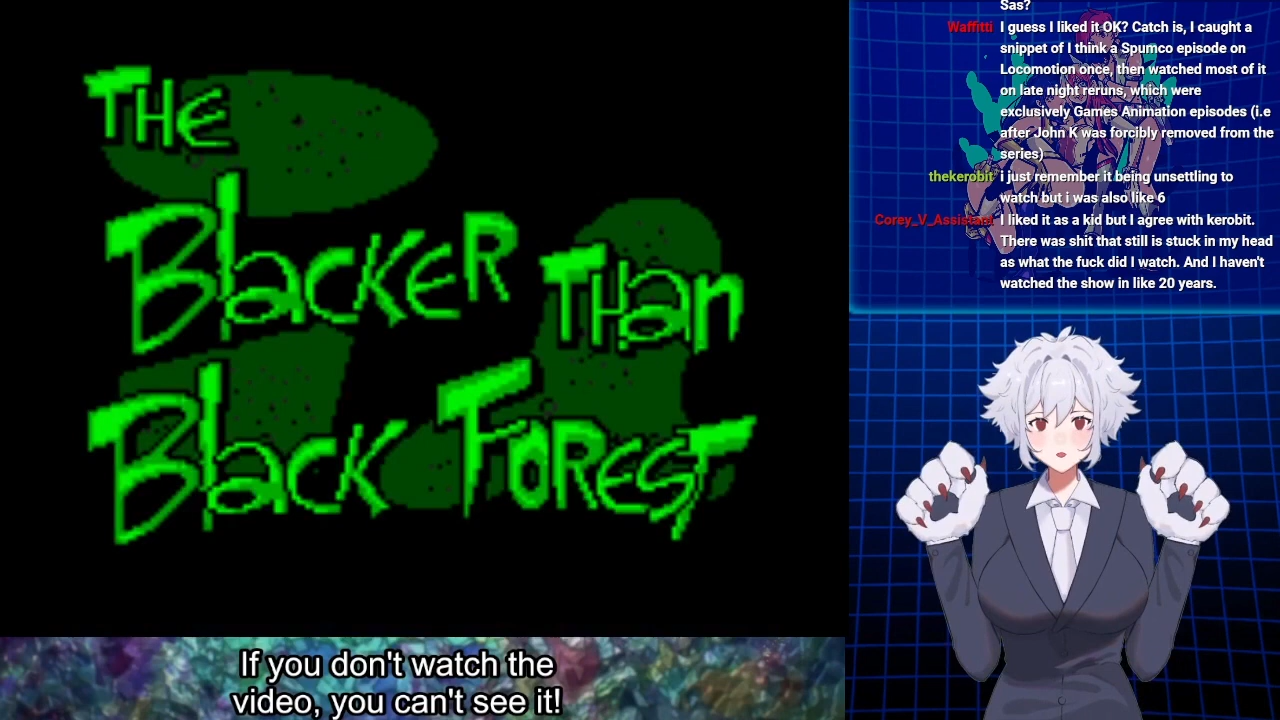 THE
BlackER THan
Black FOREST
If you don't watch the
video, you can't see it!
Sas?
Waffitti I guess I liked it OK? Catch is, I caught a
snippet of I think a Spumco episode on
Locomotion once, then watched most of it
on late night reruns, which were
exclusively Games Animation episodes (i.e
after John K was forcibly removed from the
series)
thekerobit i just remember it being unsettling to
watch but i was also like 6
Corey_V_Assistant I liked it as a kid but I agree with kerobit.
There was shit that still is stuck in my head
as what the fuck did I watch. And I haven't
watched the show in like 20 years.